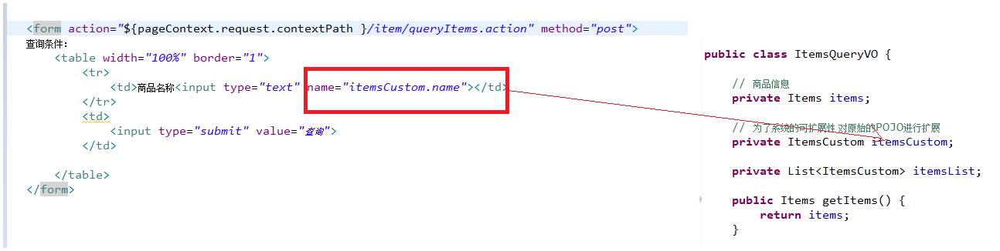 <form action="${pageContext.request.contextPath }/item/queryItems.action" method="post">
查询条件:
<table width="100%" border="1">
<tr>
<td>商品名称<input type="text" name="itemsCustom.name"></td>
</tr>
<td>
<input type="submit" value="查询">
</td>
</table>
</form>
public class ItemsQueryVO {
// 商品信息
private Items items;
// 为了系统的可扩展性 对原始的POJO进行扩展
private ItemsCustom itemsCustom;
private List<ItemsCustom> itemsList;
public Items getItems() {
return items;
}